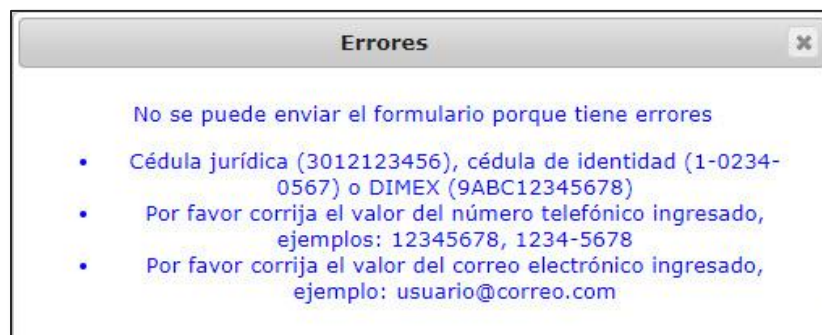 Errores
No se puede enviar el formulario porque tiene errores
• Cédula jurídica (3012123456), cédula de identidad (1-0234-
0567) o DIMEX (9ABC12345678)
• Por favor corrija el valor del número telefónico ingresado,
ejemplos: 12345678, 1234-5678
• Por favor corrija el valor del correo electrónico ingresado,
ejemplo: usuario@correo.com